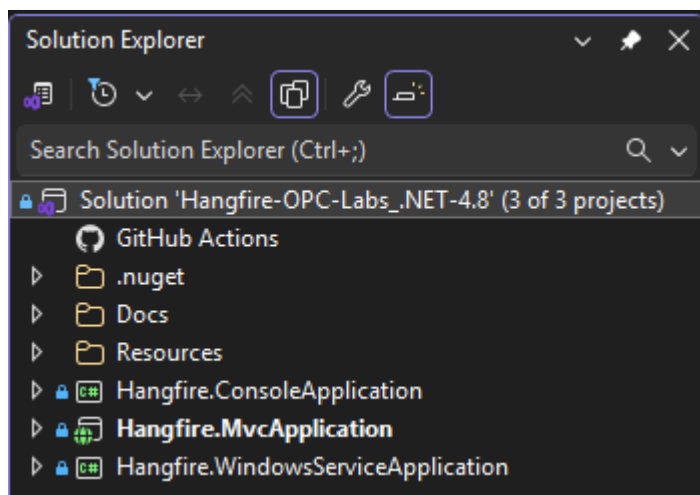 Solution Explorer
Search Solution Explorer (Ctrl+;)
Solution 'Hangfire-OPC-Labs_.NET-4.8' (3 of 3 projects)
GitHub Actions
.nuget
Docs
Resources
C# Hangfire.ConsoleApplication
Hangfire.MvcApplication
C# Hangfire.WindowsServiceApplication